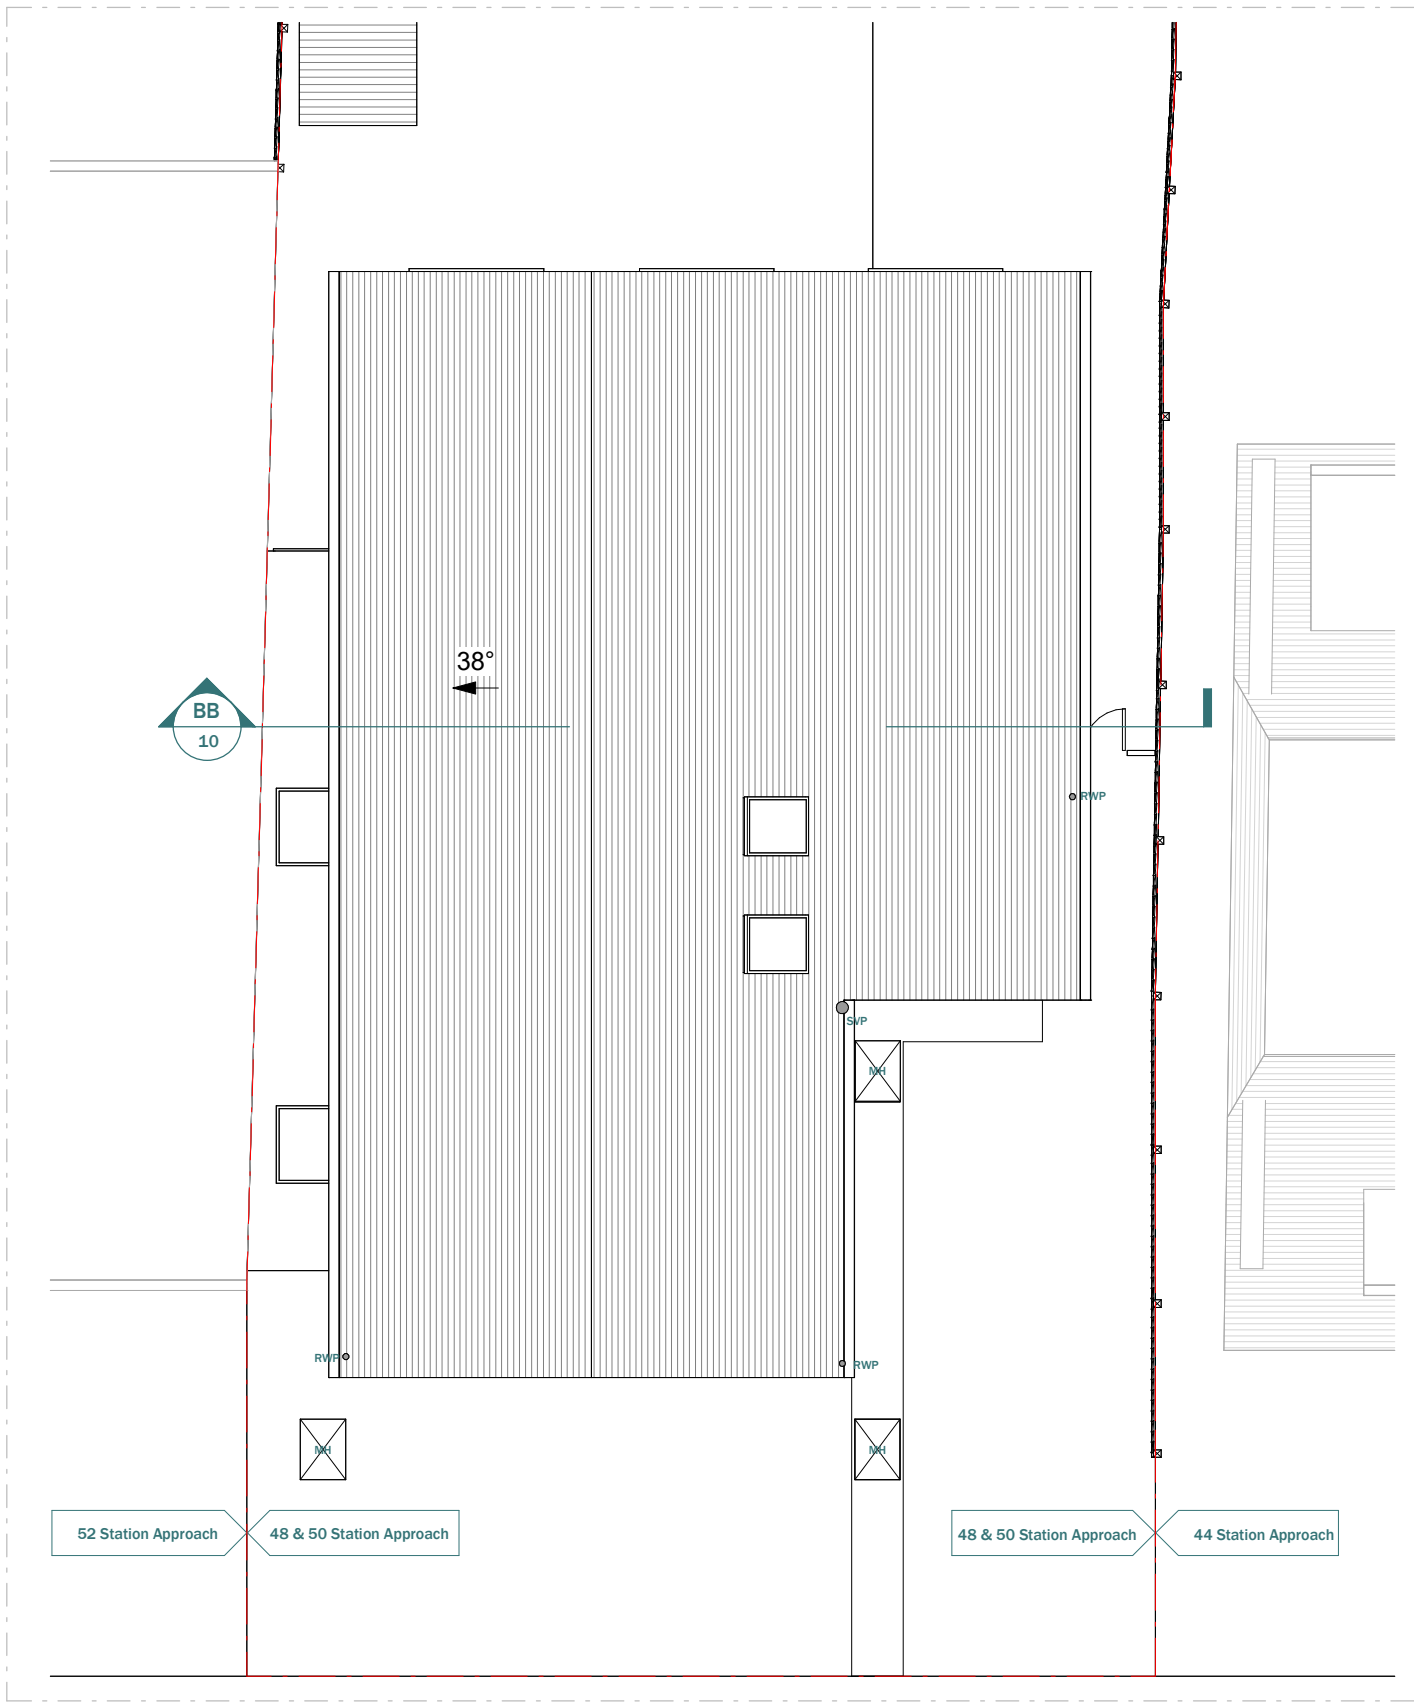 38°
BB
10
RWP
SVP
MH
RWP
RWP
MH
MH
52 Station Approach
48 & 50 Station Approach
48 & 50 Station Approach
44 Station Approach